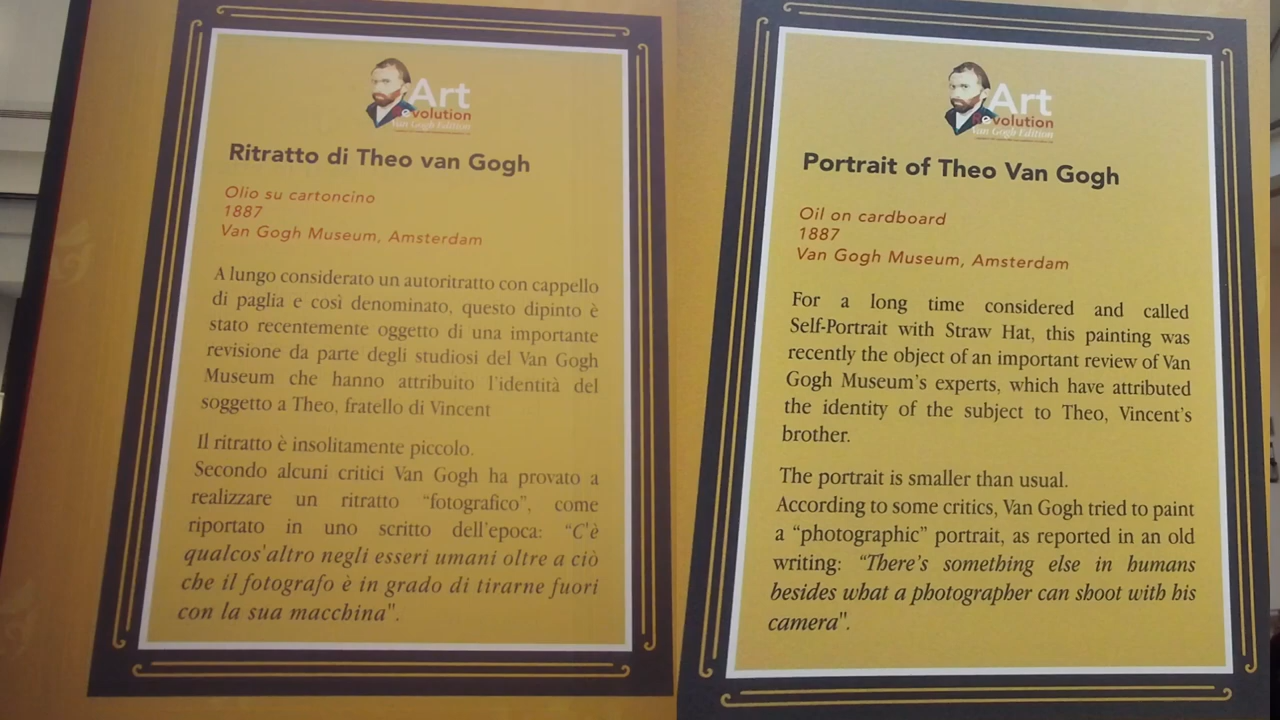 Art
Revolution
Van Gogh Edition
Ritratto di Theo van Gogh
Olio su cartoncino
1887
Van Gogh Museum, Amsterdam
A lungo considerato un autoritratto con cappello
di paglia e così denominato, questo dipinto è
stato recentemente oggetto di una importante
revisione da parte degli studiosi del Van Gogh
Museum che hanno attribuito l'identità del
soggetto a Theo, fratello di Vincent
Il ritratto è insolitamente piccolo.
Secondo alcuni critici Van Gogh ha provato a
realizzare un ritratto “fotografico”, come
riportato in uno scritto dell'epoca: “C'è
qualcos'altro negli esseri umani oltre a ciò
che il fotografo è in grado di tirarne fuori
con la sua macchina".
Art
Revolution
Van Gogh Edition
Portrait of Theo Van Gogh
Oil on cardboard
1887
Van Gogh Museum, Amsterdam
For a long time considered and called
Self-Portrait with Straw Hat, this painting was
recently the object of an important review of Van
Gogh Museum's experts, which have attributed
the identity of the subject to Theo, Vincent's
brother.
The portrait is smaller than usual.
According to some critics, Van Gogh tried to paint
a “photographic” portrait, as reported in an old
writing: “There's something else in humans
besides what a photographer can shoot with his
camera".